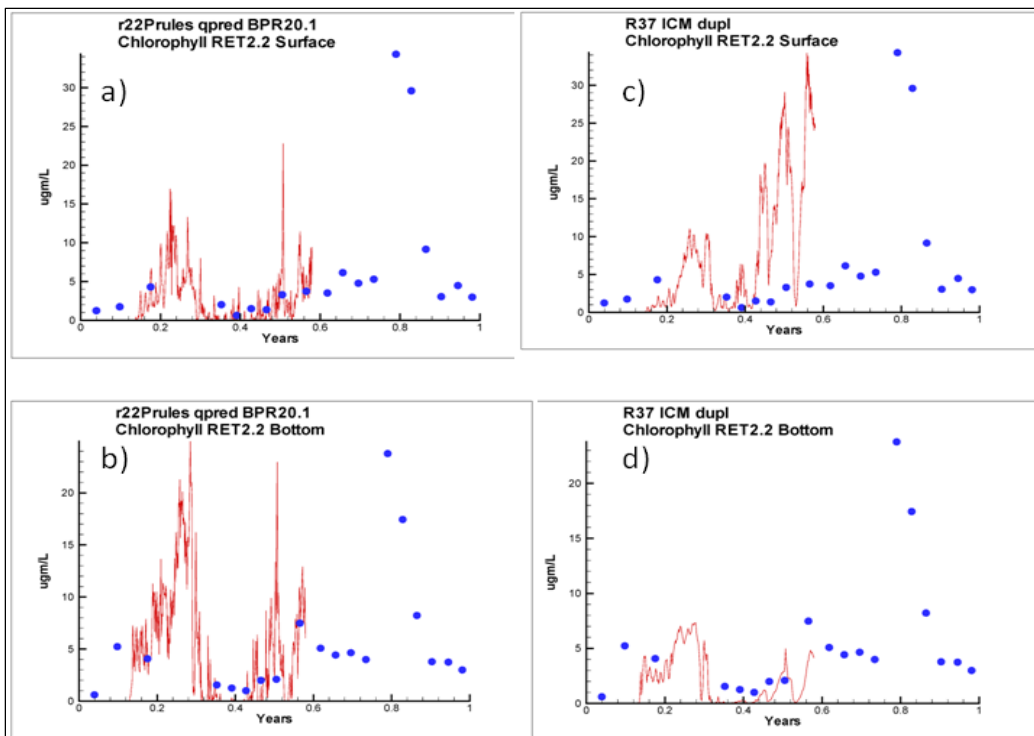 r22Prules qpred BPR20.1
Chlorophyll RET2.2 Surface
a)
ugm/L
30
25
20
15
10
5
0
0 0.2 0.4 0.6 0.8 1
Years
R37 ICM dupl
Chlorophyll RET2.2 Surface
c)
ugm/L
30
25
20
15
10
5
0
0 0.2 0.4 0.6 0.8 1
Years
r22Prules qpred BPR20.1
Chlorophyll RET2.2 Bottom
b)
ugm/L
20
15
10
5
0
0 0.2 0.4 0.6 0.8 1
Years
R37 ICM dupl
Chlorophyll RET2.2 Bottom
d)
ugm/L
20
15
10
5
0
0 0.2 0.4 0.6 0.8 1
Years